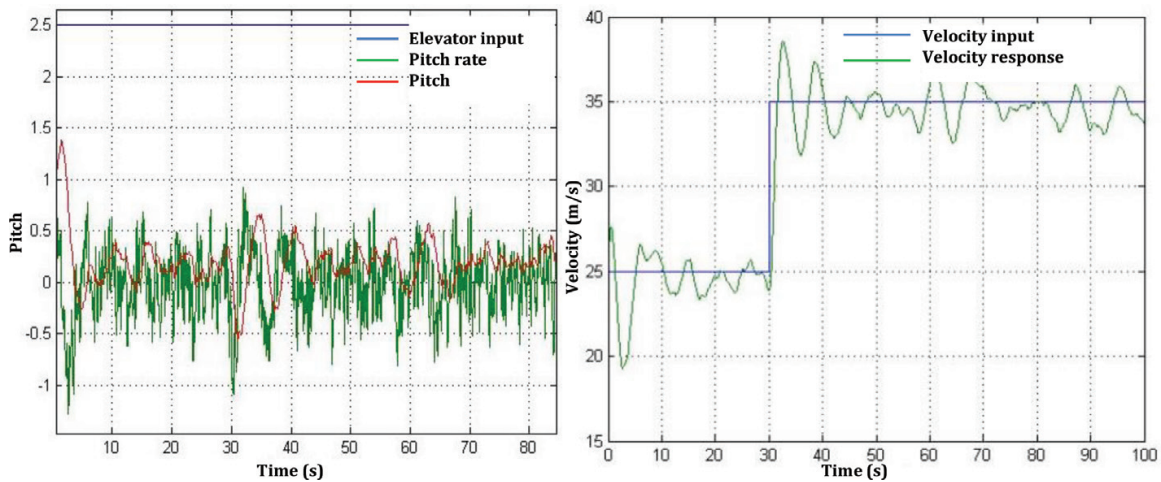 2.5
2
1.5
1
0.5
0
-0.5
-1
Pitch
Elevator input
Pitch rate
Pitch
10 20 30 40 50 60 70 80
Time (s)
40
35
30
25
20
15
Velocity (m/s)
Velocity input
Velocity response
0 10 20 30 40 50 60 70 80 90 100
Time (s)